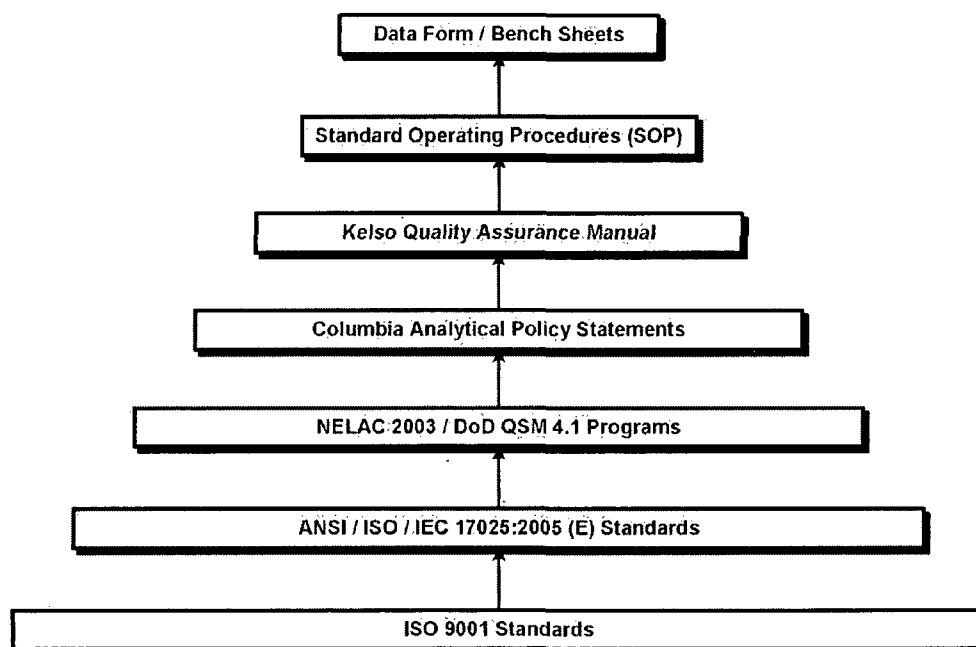 Data Form / Bench Sheets
Standard Operating Procedures (SOP)
Kelso Quality Assurance Manual
Columbia Analytical Policy Statements
NELAC 2003 / DoD QSM 4.1 Programs
ANSI / ISO / IEC 17025:2005 (E) Standards
ISO 9001 Standards